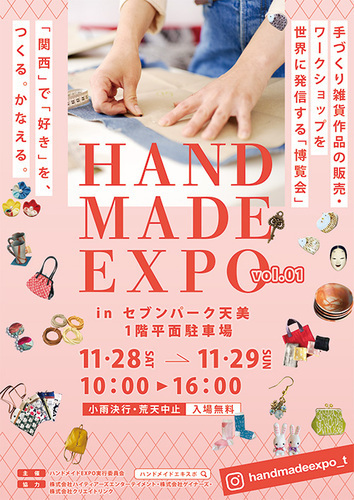 手づくり雑貨作品の販売・
ワークショップを
世界に発信する「博覧会」
「関西」で「好き」を、
つくる。かなえる。
HAND
MADE
EXPO
vol.01
in セブンパーク天美
1階平面駐車場
11・28 SAT → 11・29 SUN
10:00 ▶ 16:00
小雨決行・荒天中止 入場無料
主催 ハンドメイドEXPO実行委員会 ハンドメイドエキスポ
協力 株式会社ハイティアーズエンターテイメント・株式会社ゲイナーズ・
株式会社クリエイトリング
handmadeexpo_t